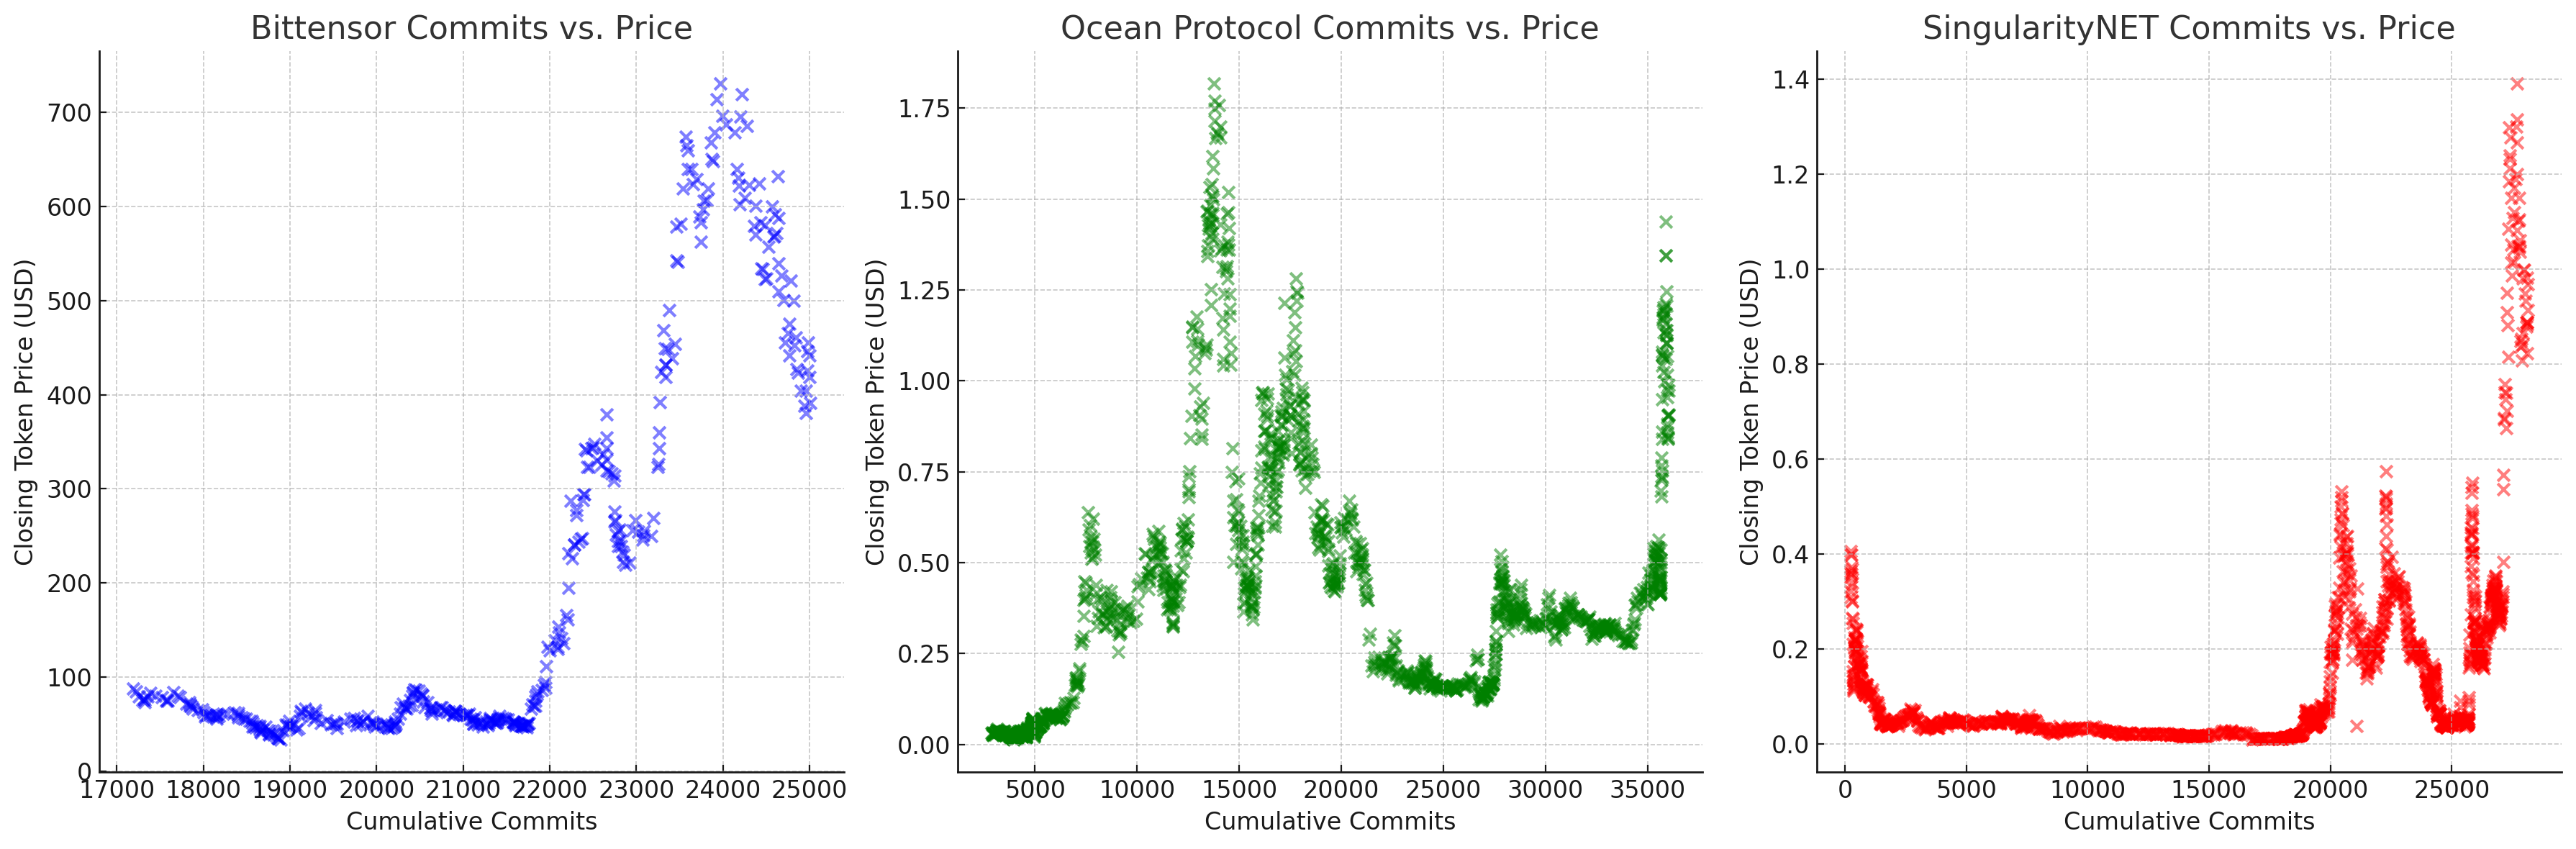 Bittensor Commits vs. Price
700
600
500
400
300
200
100
0
Closing Token Price (USD)
17000 18000 19000 20000 21000 22000 23000 24000 25000
Cumulative Commits
Ocean Protocol Commits vs. Price
1.75
1.50
1.25
1.00
0.75
0.50
0.25
0.00
Closing Token Price (USD)
5000 10000 15000 20000 25000 30000 35000
Cumulative Commits
SingularityNET Commits vs. Price
1.4
1.2
1.0
0.8
0.6
0.4
0.2
0.0
Closing Token Price (USD)
0 5000 10000 15000 20000 25000
Cumulative Commits